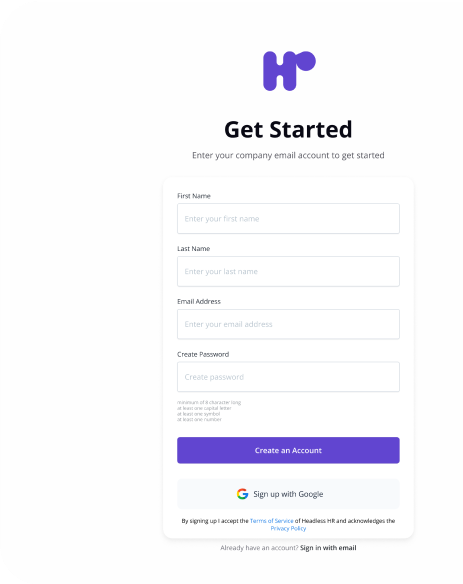 Hr
Get Started
Enter your company email account to get started
First Name
Enter your first name
Last Name
Enter your last name
Email Address
Enter your email address
Create Password
Create password
minimum of 8 character long
at least one capital letter
at least one symbol
at least one number
Create an Account
Sign up with Google
By signing up I accept the Terms of Service of Headless HR and acknowledges the
Privacy Policy
Already have an account? Sign in with email